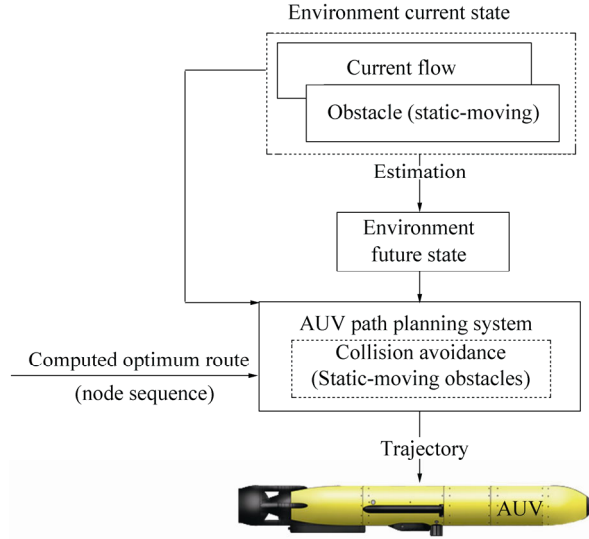 Environment current state
Current flow
Obstacle (static-moving)
Estimation
Environment
future state
AUV path planning system
Collision avoidance
(Static-moving obstacles)
Computed optimum route
(node sequence)
Trajectory
AUV